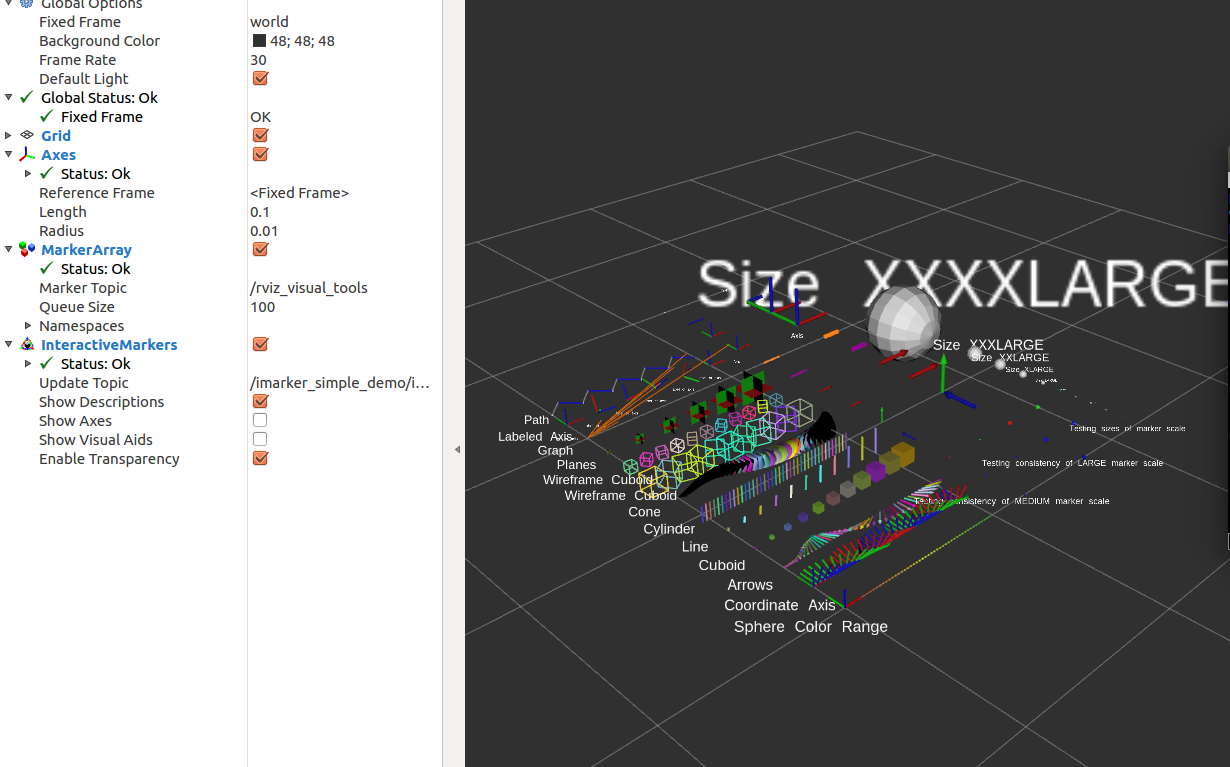 Global Options
Fixed Frame world
Background Color 48; 48; 48
Frame Rate 30
Default Light
Global Status: Ok
Fixed Frame OK
Grid
Axes
Status: Ok
Reference Frame <Fixed Frame>
Length 0.1
Radius 0.01
MarkerArray
Status: Ok
Marker Topic /rviz_visual_tools
Queue Size 100
Namespaces
InteractiveMarkers
Status: Ok
Update Topic /imarker_simple_demo/i...
Show Descriptions
Show Axes
Show Visual Aids
Enable Transparency
Size XXXXLARGE
Axis
Size XXXLARGE
Size XXLARGE
Size XLARGE
Path
Labeled Axis
Graph
Planes
Wireframe Cuboid
Wireframe Cuboid
Cone
Cylinder
Line
Cuboid
Arrows
Coordinate Axis
Sphere Color Range
Testing sizes of marker scale
Testing consistency of LARGE marker scale
Testing consistency of MEDIUM marker scale